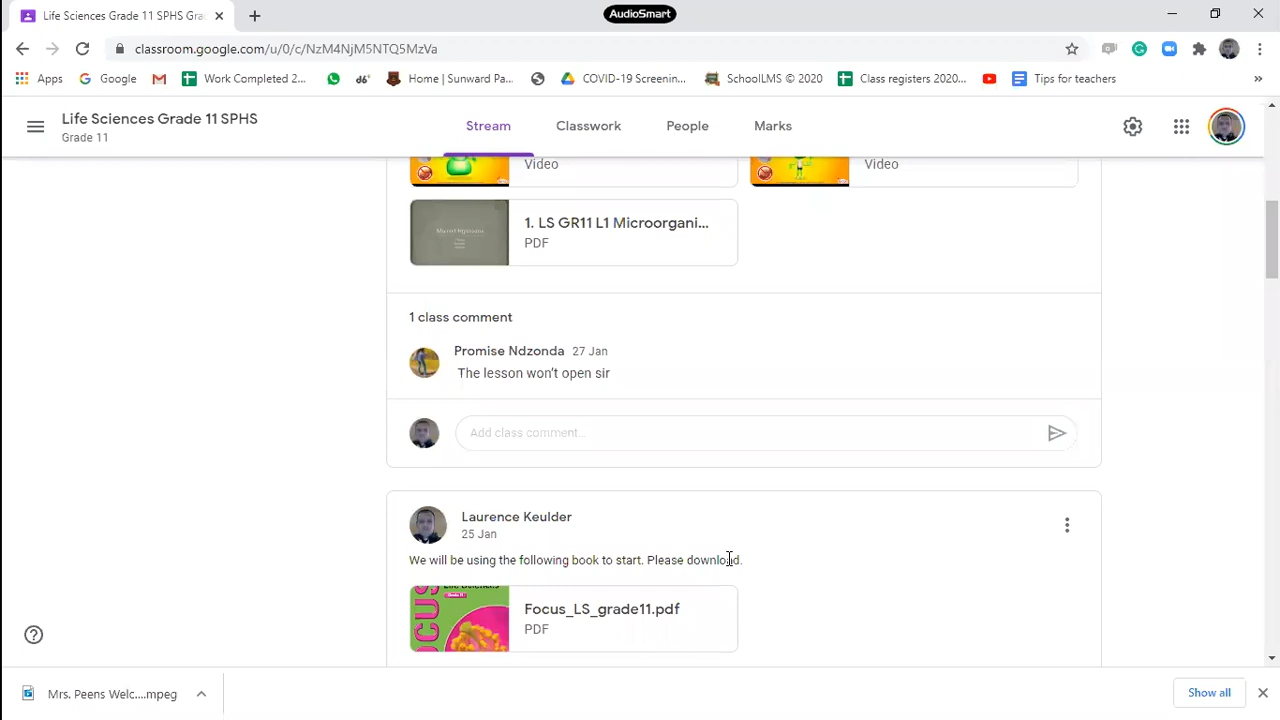 AudioSmart
Life Sciences Grade 11 SPHS Gra
classroom.google.com/u/0/c/NzM4NjM5NTQ5MzVa
Apps Google Work Completed 2... Home | Sunward Pa... COVID-19 Screenin... SchoolLMS © 2020 Class registers 2020... Tips for teachers »
Life Sciences Grade 11 SPHS
Grade 11
Stream Classwork People Marks
Video Video
1. LS GR11 L1 Microorgani...
PDF
1 class comment
Promise Ndzonda 27 Jan
The lesson won't open sir
Add class comment...
Laurence Keulder
25 Jan
We will be using the following book to start. Please download.
Focus_LS_grade11.pdf
PDF
Mrs. Peens Welc....mpeg
Show all